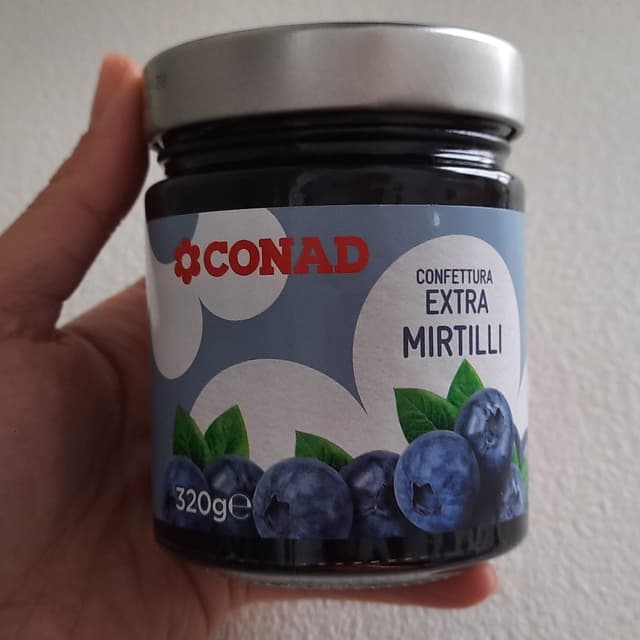 CONAD
CONFETTURA
EXTRA
MIRTILLI
320g℮